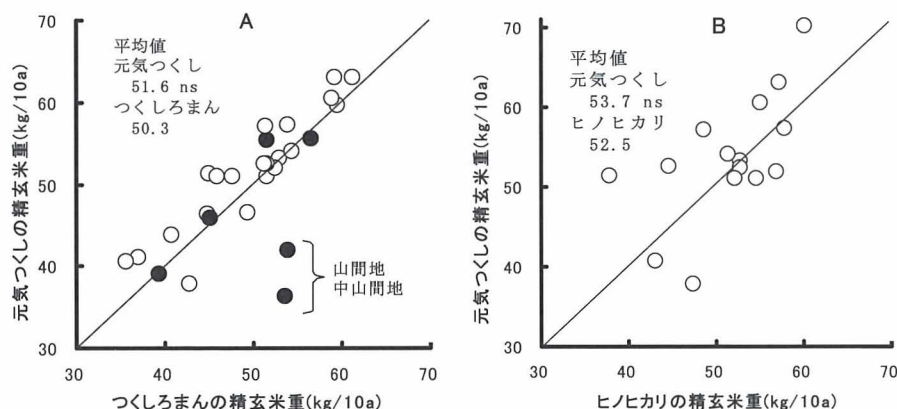 A
平均値
元気つくし
51.6 ns
つくしろまん
50.3
山間地
中山間地
元気つくしの精玄米重(kg/10a)
70
60
50
40
30
30 40 50 60 70
つくしろまんの精玄米重(kg/10a)
B
平均値
元気つくし
53.7 ns
ヒノヒカリ
52.5
元気つくしの精玄米重(kg/10a)
70
60
50
40
30
30 40 50 60 70
ヒノヒカリの精玄米重(kg/10a)